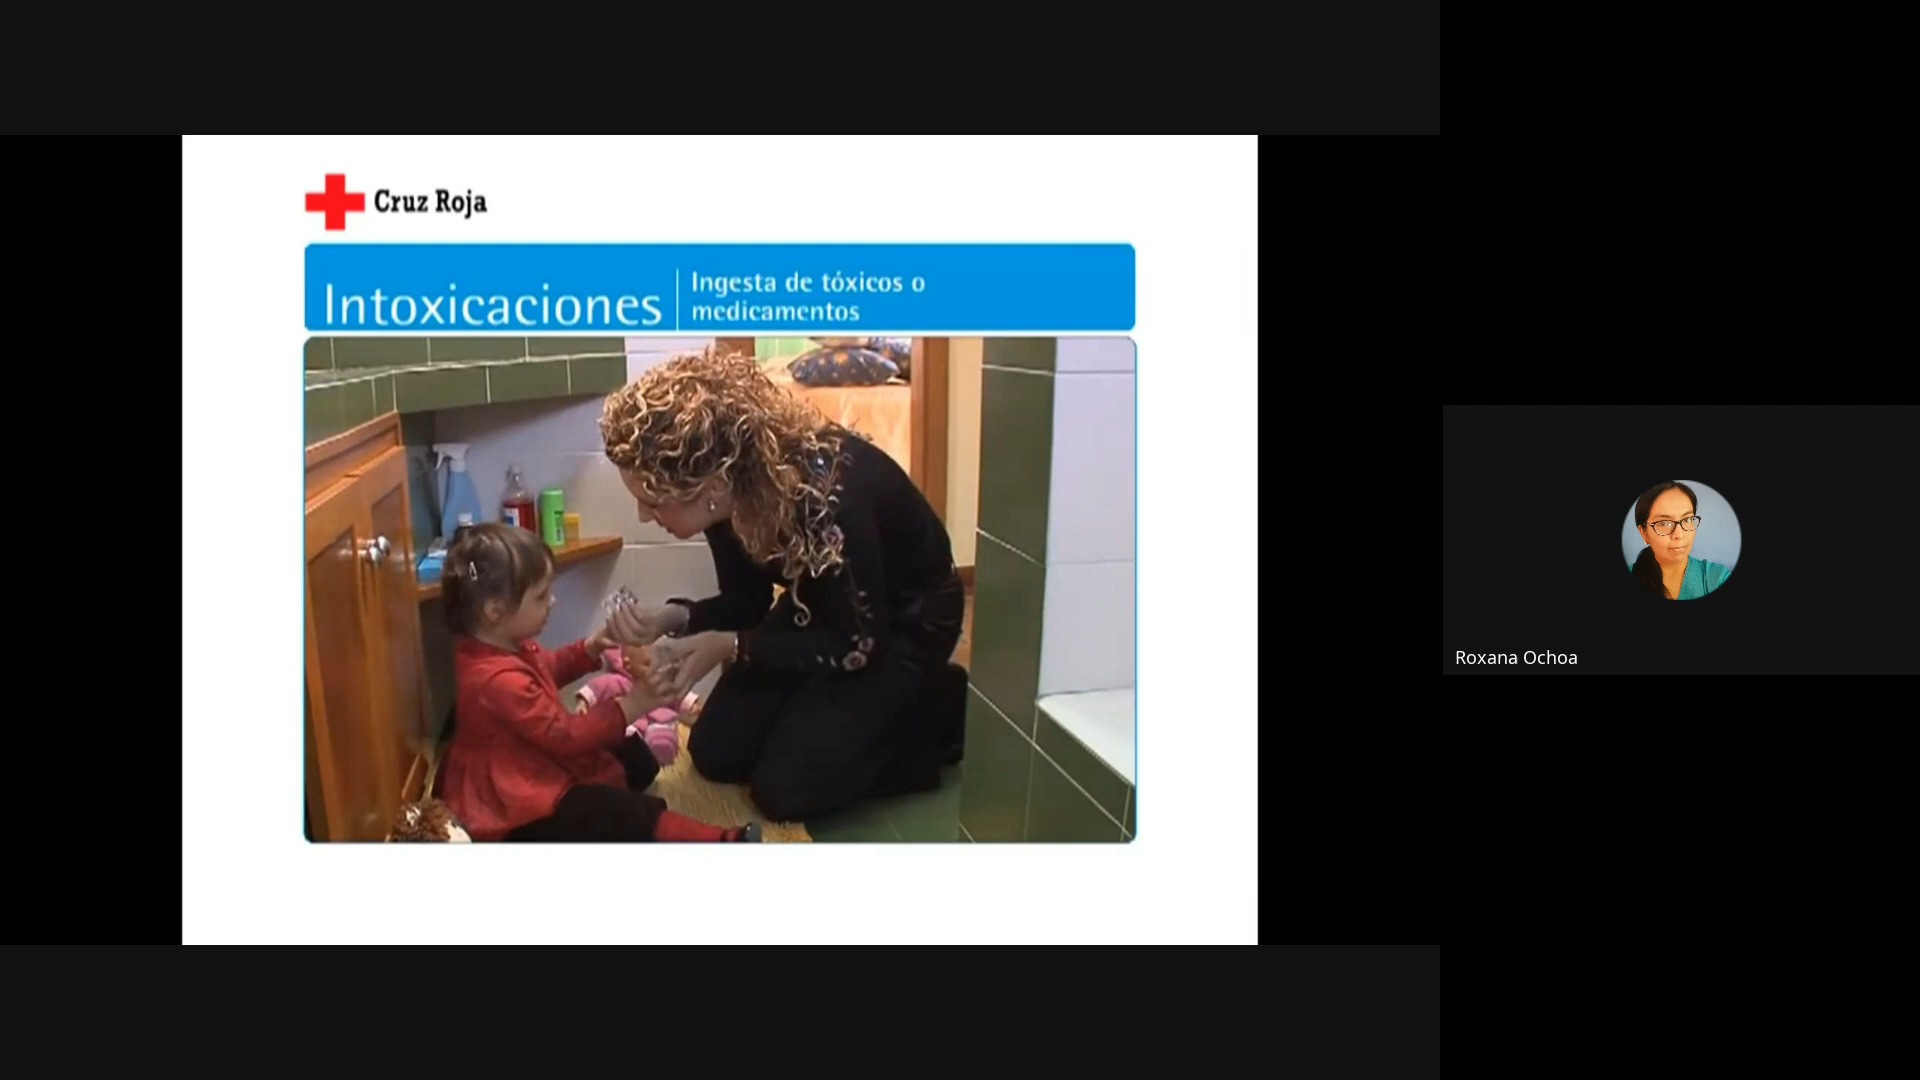 Cruz Roja
Intoxicaciones
Ingesta de tóxicos o
medicamentos
Roxana Ochoa